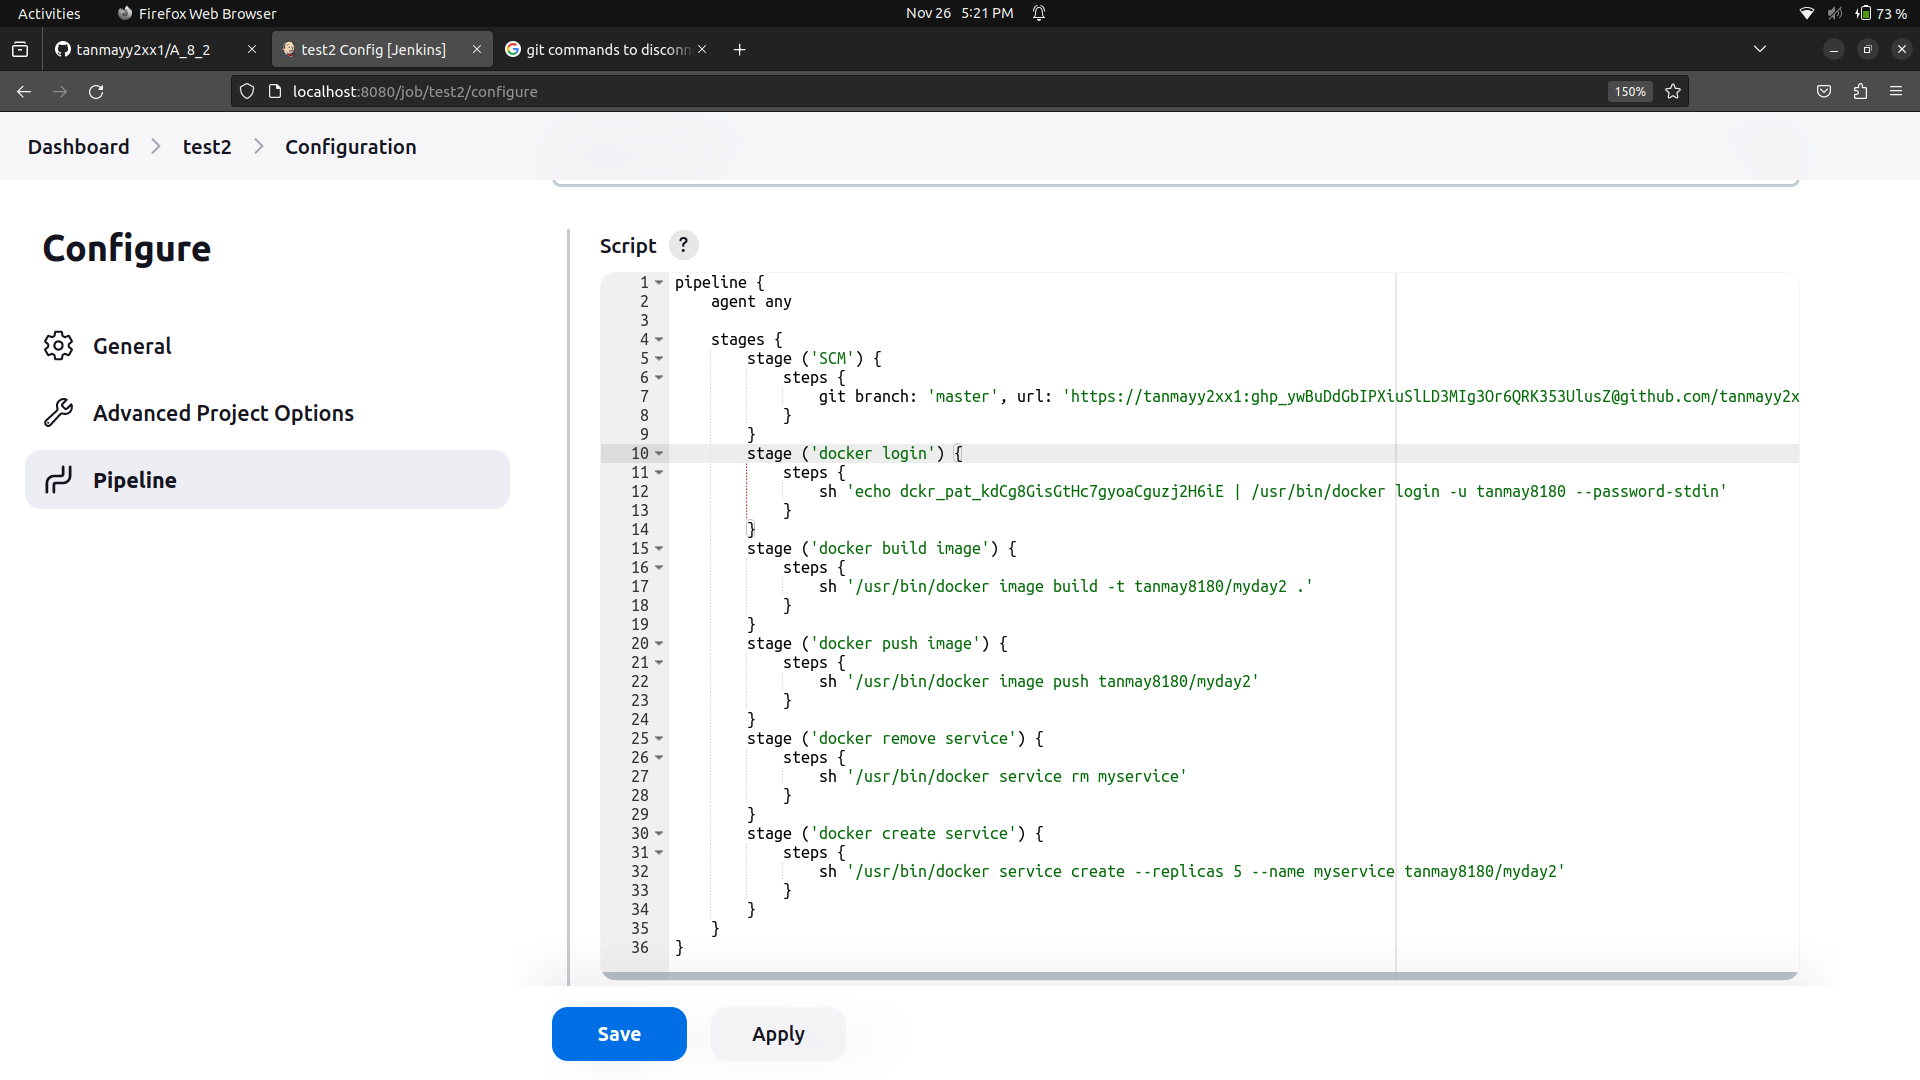 Activities
Firefox Web Browser
Nov 26 5:21 PM
73 %
tanmayy2xx1/A_8_2
test2 Config [Jenkins]
git commands to disconn
localhost:8080/job/test2/configure
150%
Dashboard
test2
Configuration
Configure
General
Advanced Project Options
Pipeline
Script ?
1 pipeline {
2     agent any
3
4     stages {
5         stage ('SCM') {
6             steps {
7                 git branch: 'master', url: 'https://tanmayy2xx1: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@github.com/tanmayy2x
8             }
9         }
10         stage ('docker login') {
11             steps {
12                 sh 'echo dckr_pat_kdCg8GisGtHc7gyoaCguzj2H6iE | /usr/bin/docker login -u tanmay8180 --password-stdin'
13             }
14         }
15         stage ('docker build image') {
16             steps {
17                 sh '/usr/bin/docker image build -t tanmay8180/myday2 .'
18             }
19         }
20         stage ('docker push image') {
21             steps {
22                 sh '/usr/bin/docker image push tanmay8180/myday2'
23             }
24         }
25         stage ('docker remove service') {
26             steps {
27                 sh '/usr/bin/docker service rm myservice'
28             }
29         }
30         stage ('docker create service') {
31             steps {
32                 sh '/usr/bin/docker service create --replicas 5 --name myservice tanmay8180/myday2'
33             }
34         }
35     }
36 }
Save
Apply